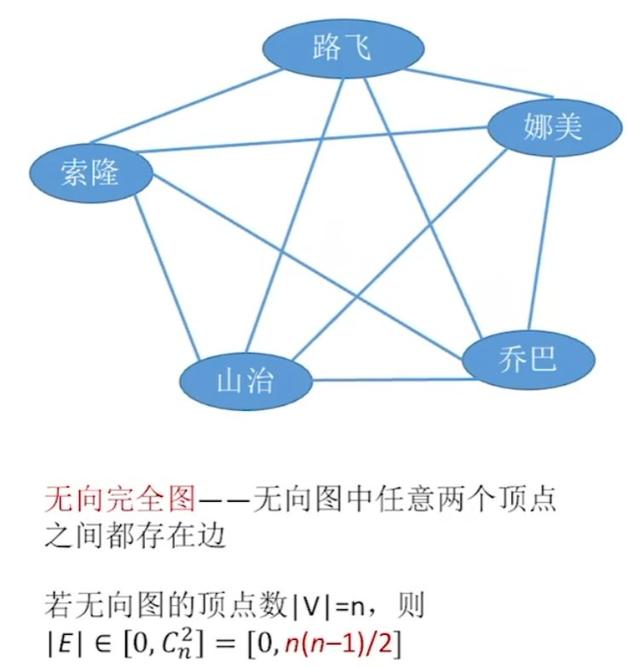 路飞
娜美
索隆
山治
乔巴
无向完全图——无向图中任意两个顶点
之间都存在边
若无向图的顶点数|V|=n，则
|E| ∈ [0, C_n^2] = [0, n(n–1)/2]